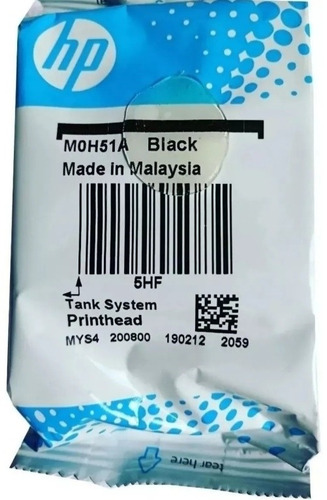 hp
M0H51A Black
Made in Malaysia
5HF
Tank System
Printhead
MYS4 200800 190212 2059
tear here